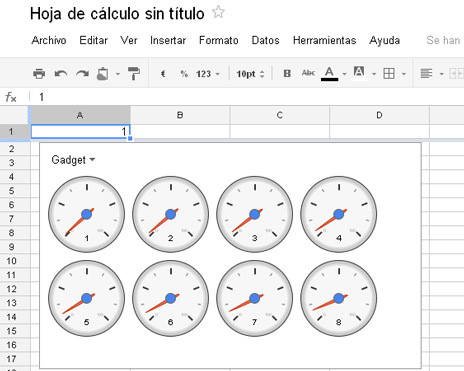 Hoja de cálculo sin título
Archivo Editar Ver Insertar Formato Datos Herramientas Ayuda Se han
€ % 123 10pt B Abc A A
fx 1
A B C D
1 1
2
3 Gadget
4
5
6
7
8 1 2 3 4
9
10
11
12
13
14 5 6 7 8
15
16
17